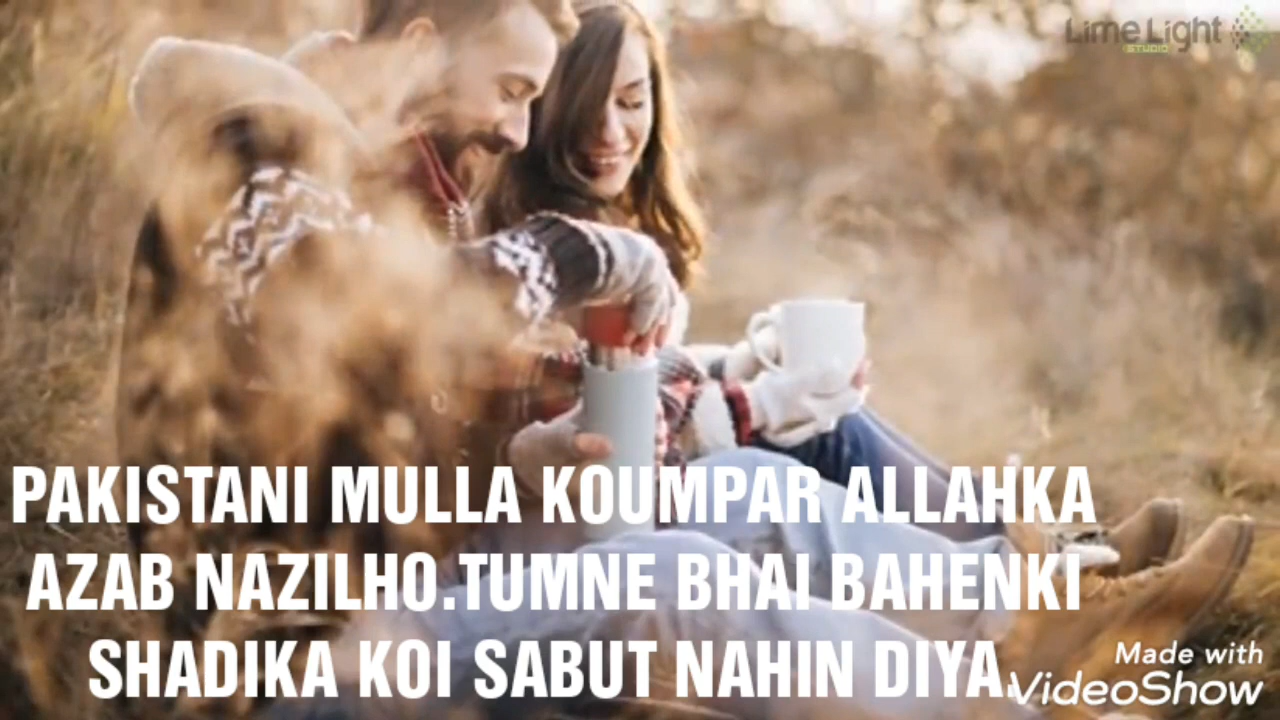 Lime Light
STUDIO
PAKISTANI MULLA KOUMPAR ALLAHKA
AZAB NAZILHO.TUMNE BHAI BAHENKI
SHADIKA KOI SABUT NAHIN DIYA.
Made with
VideoShow